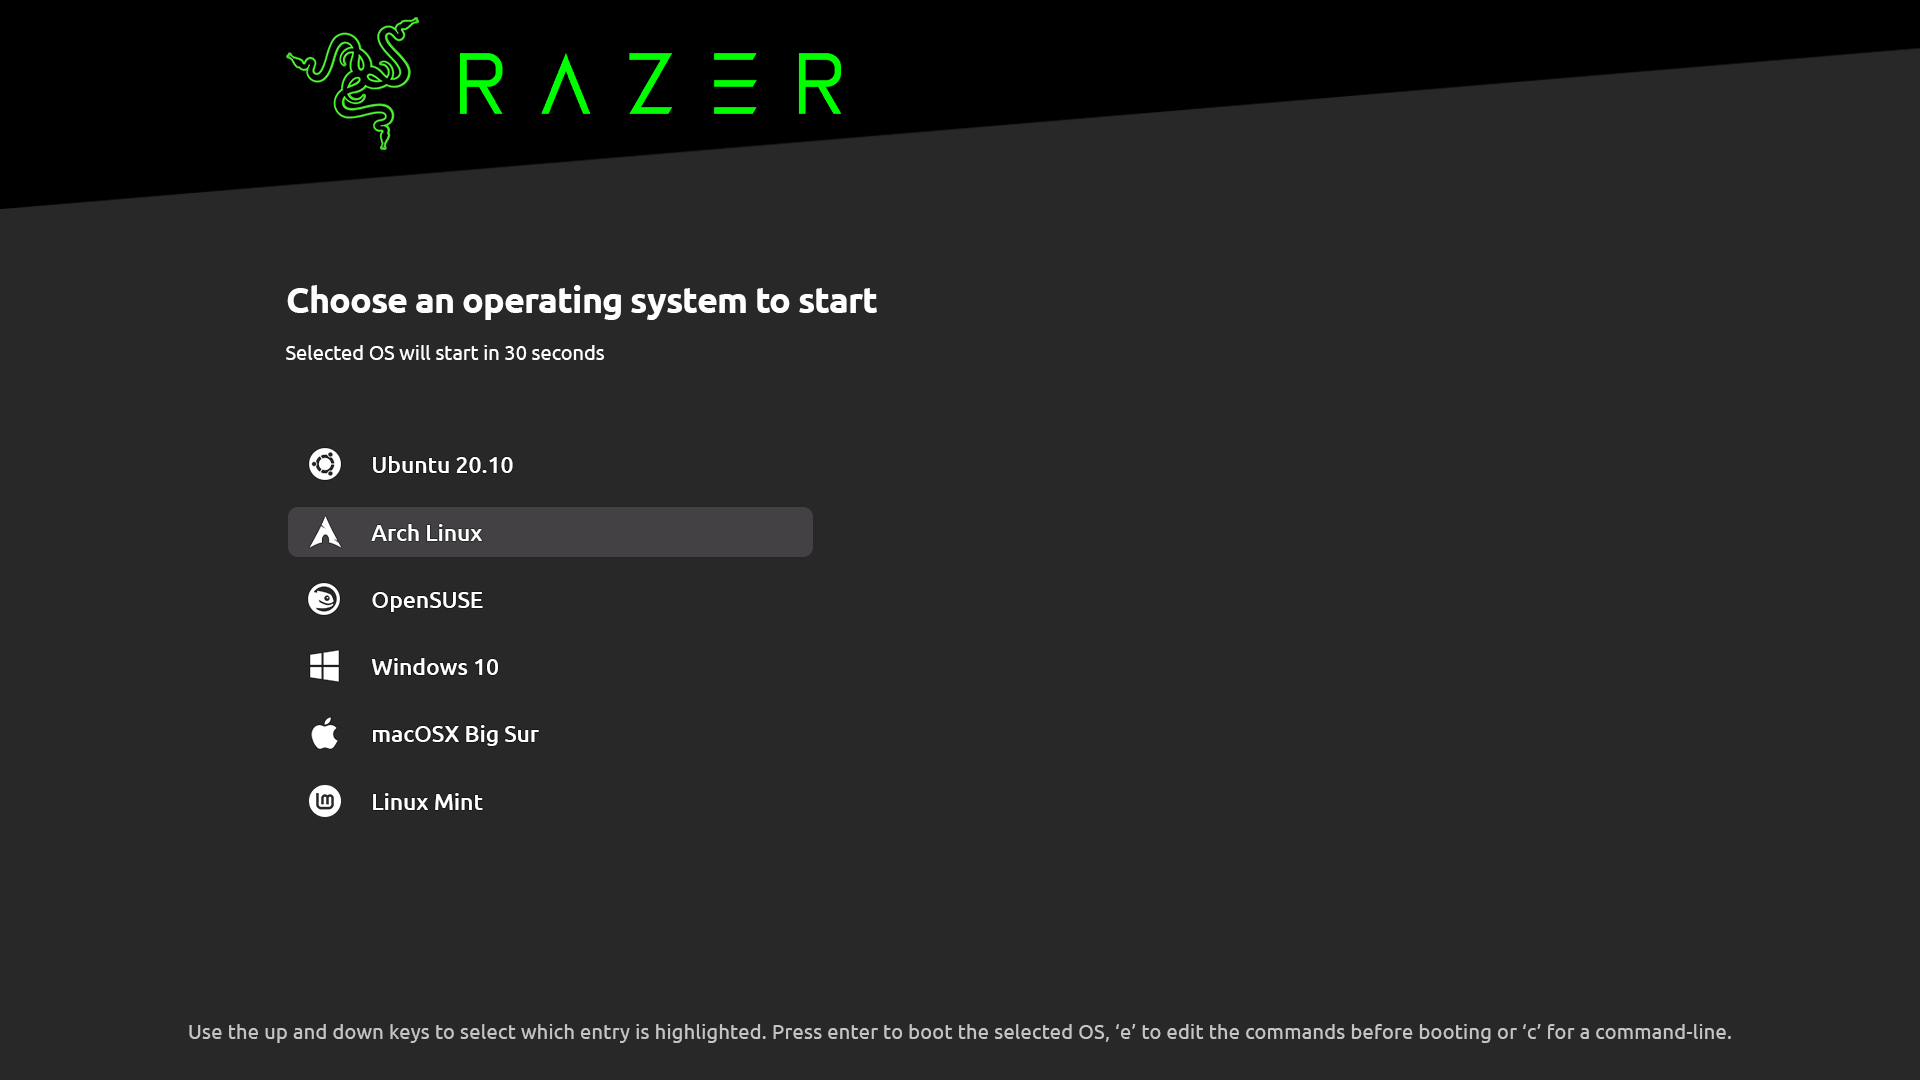 RAZER
Choose an operating system to start
Selected OS will start in 30 seconds
Ubuntu 20.10
Arch Linux
OpenSUSE
Windows 10
macOSX Big Sur
Linux Mint
Use the up and down keys to select which entry is highlighted. Press enter to boot the selected OS, ‘e’ to edit the commands before booting or ‘c’ for a command-line.